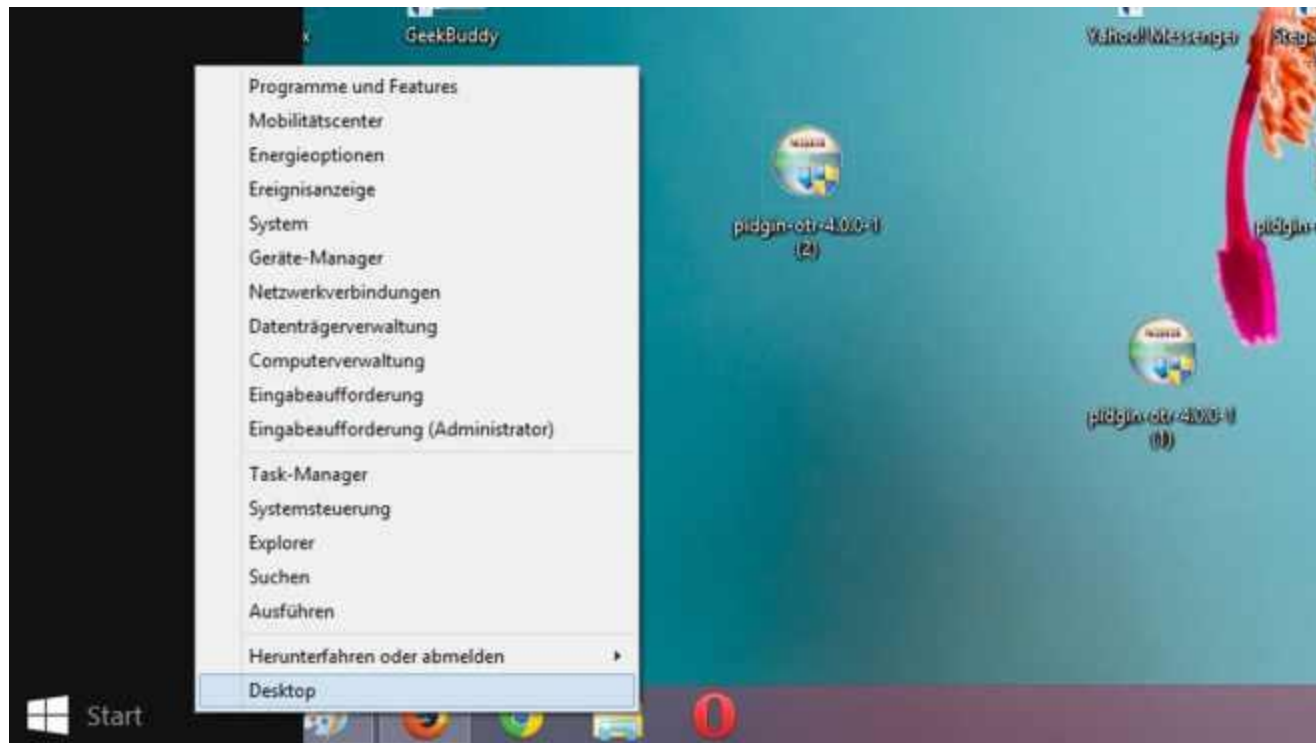 GeekBuddy
Yahoo! Messenger
Programme und Features
Mobilitätscenter
Energieoptionen
Ereignisanzeige
System
Geräte-Manager
Netzwerkverbindungen
Datenträgerverwaltung
Computerverwaltung
Eingabeaufforderung
Eingabeaufforderung (Administrator)
Task-Manager
Systemsteuerung
Explorer
Suchen
Ausführen
Herunterfahren oder abmelden
Desktop
pidgin-otr-4.0.0-1
(2)
pidgin-otr-4.0.0-1
(1)
Start